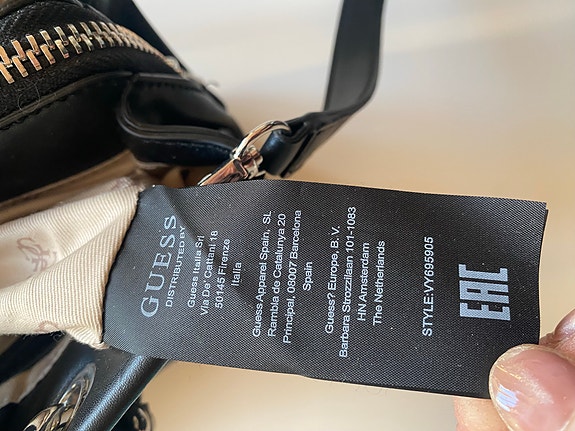 GUESS
DISTRIBUTED BY
Guess Italia Srl
Via De' Cattani 18
50145 Firenze
Italia
Guess Apparel Spain, SL
Rambla de Catalunya 20
Principal, 08007 Barcelona
Spain
Guess? Europe, B. V.
Barbara Strozzilaan 101-1083
HN Amsterdam
The Netherlands
STYLE:VY695905
EAC